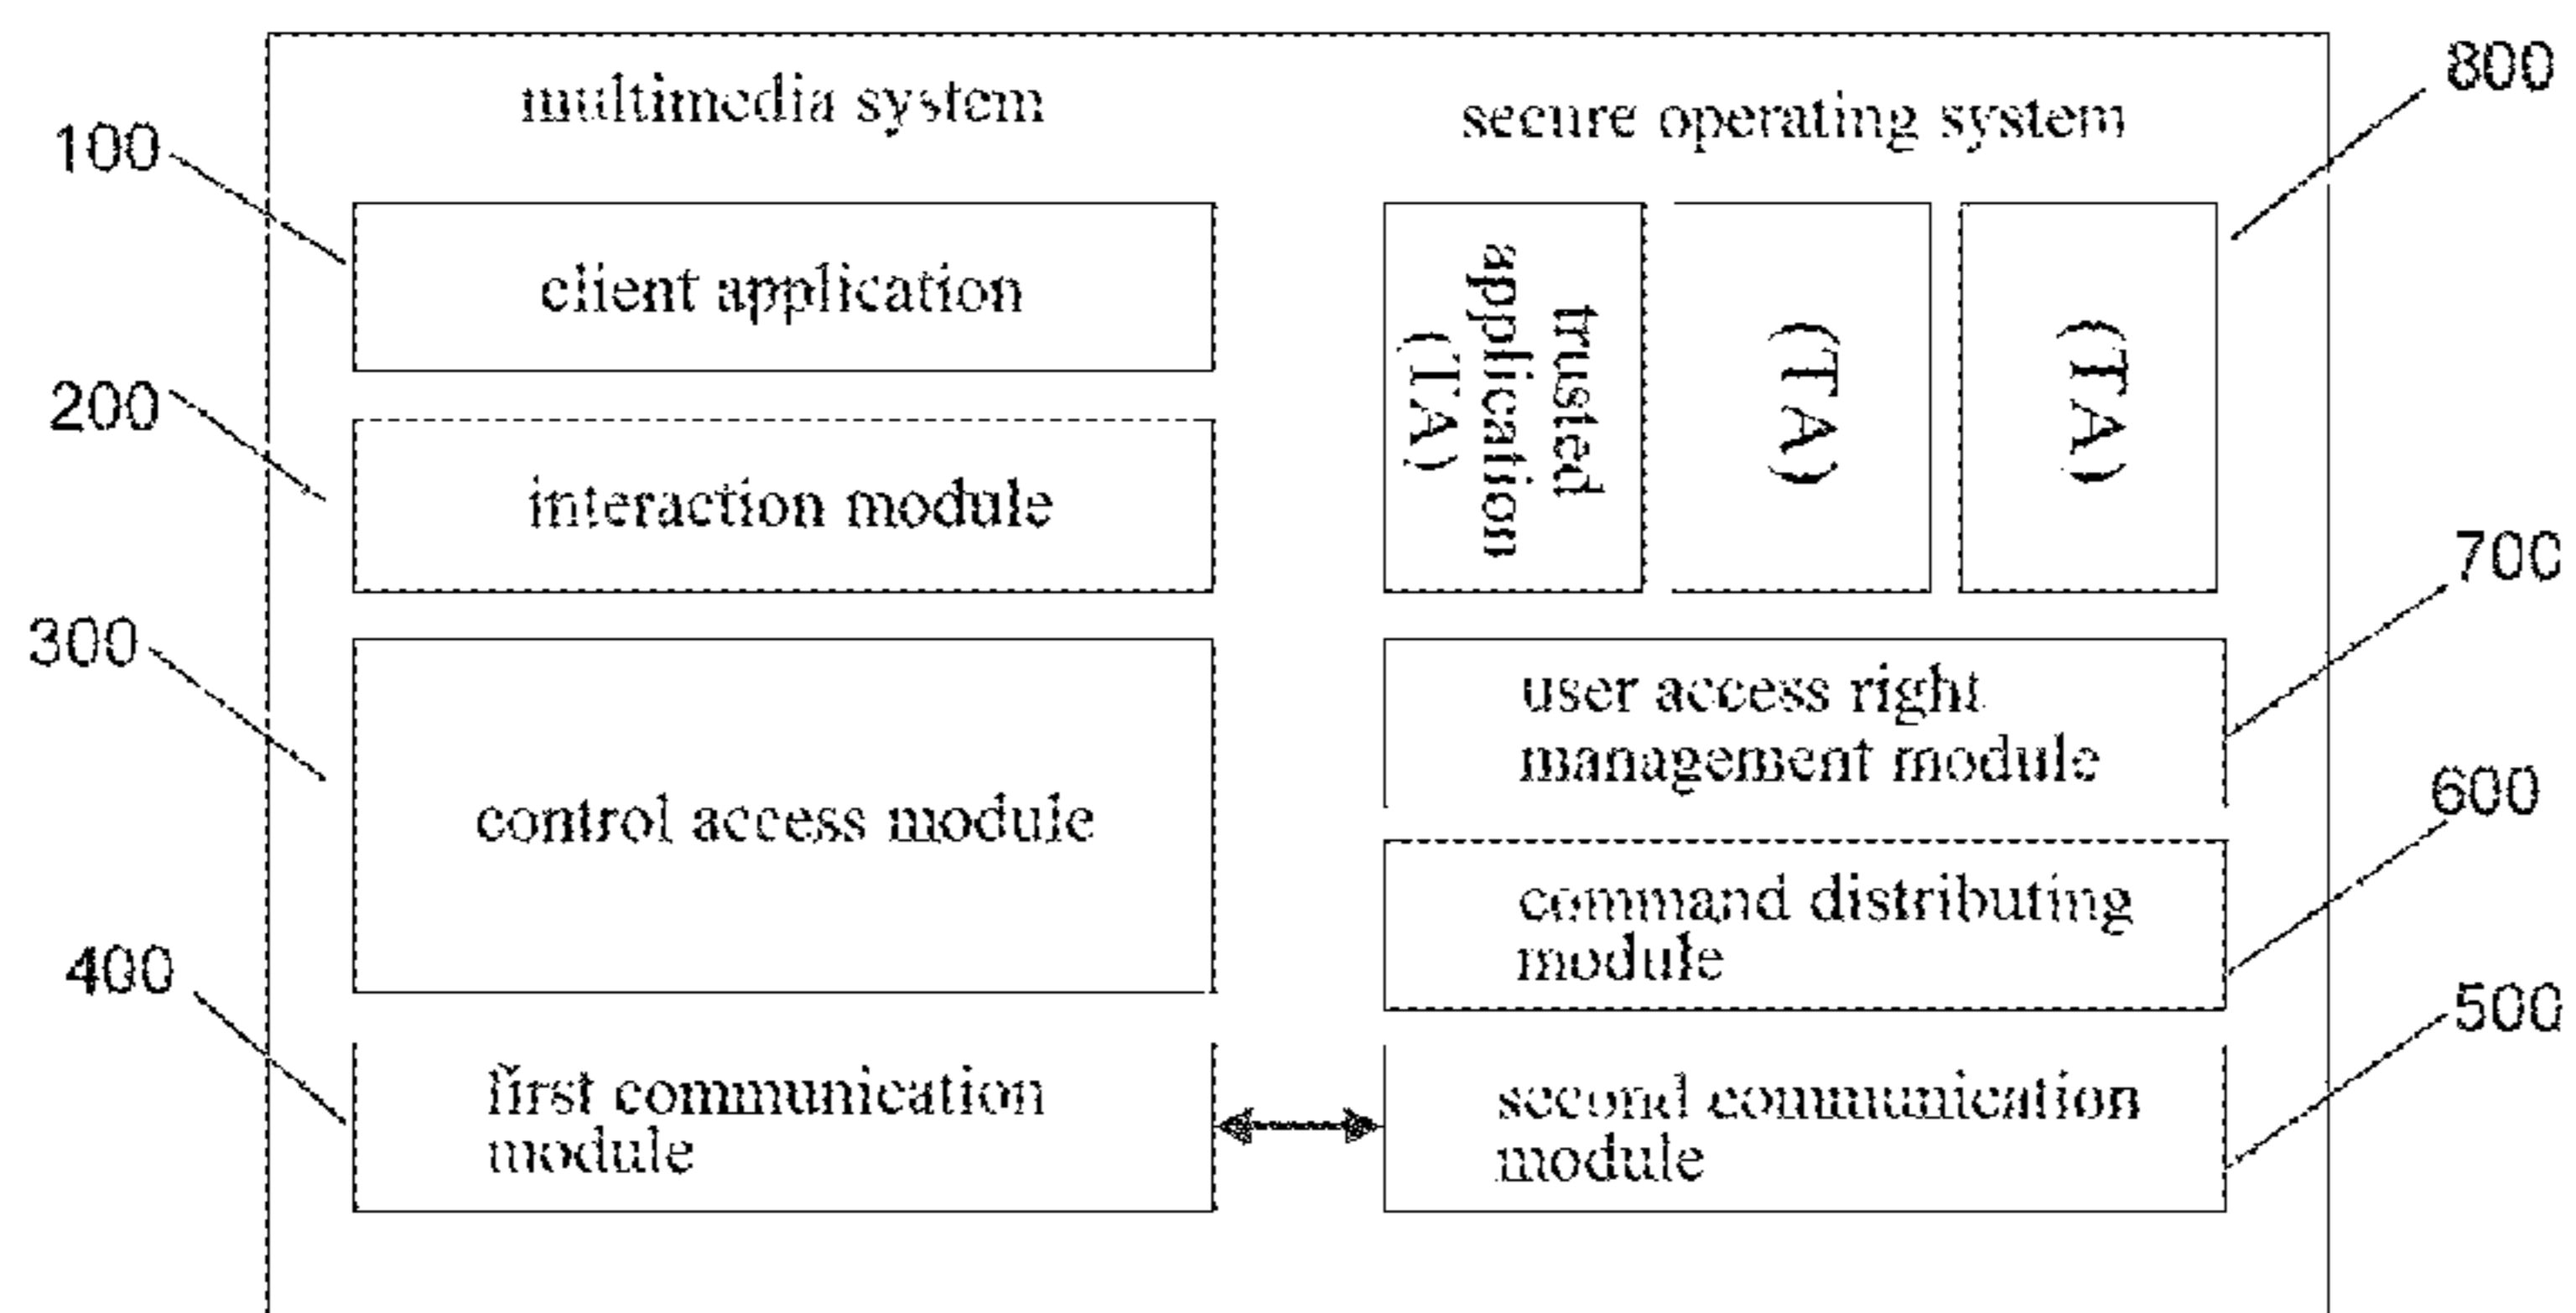 multimedia system
secure operating system
100
800
client application
trusted
application
(TA)
(TA)
(TA)
200
interaction module
700
300
user access right
management module
control access module
600
command distributing
module
400
500
first communication
module
second communication
module